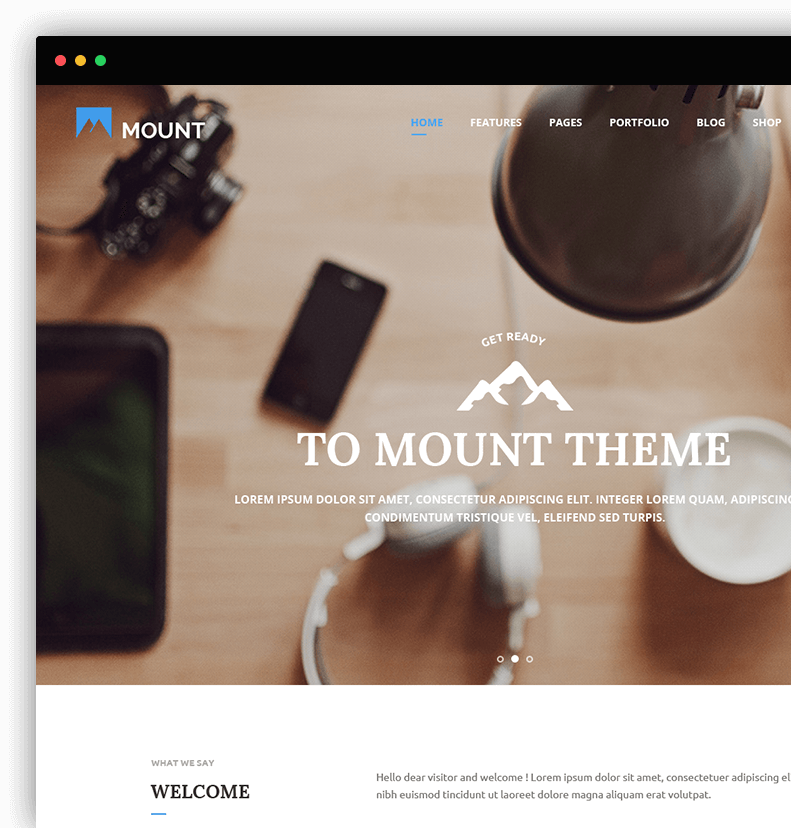 MOUNT
HOME FEATURES PAGES PORTFOLIO BLOG SHOP
GET READY
TO MOUNT THEME
LOREM IPSUM DOLOR SIT AMET, CONSECTETUR ADIPISCING ELIT. INTEGER LOREM QUAM, ADIPISCING
CONDIMENTUM TRISTIQUE VEL, ELEIFEND SED TURPIS.
WHAT WE SAY
WELCOME
Hello dear visitor and welcome ! Lorem ipsum dolor sit amet, consectetuer adipiscing el
nibh euismod tincidunt ut laoreet dolore magna aliquam erat volutpat.